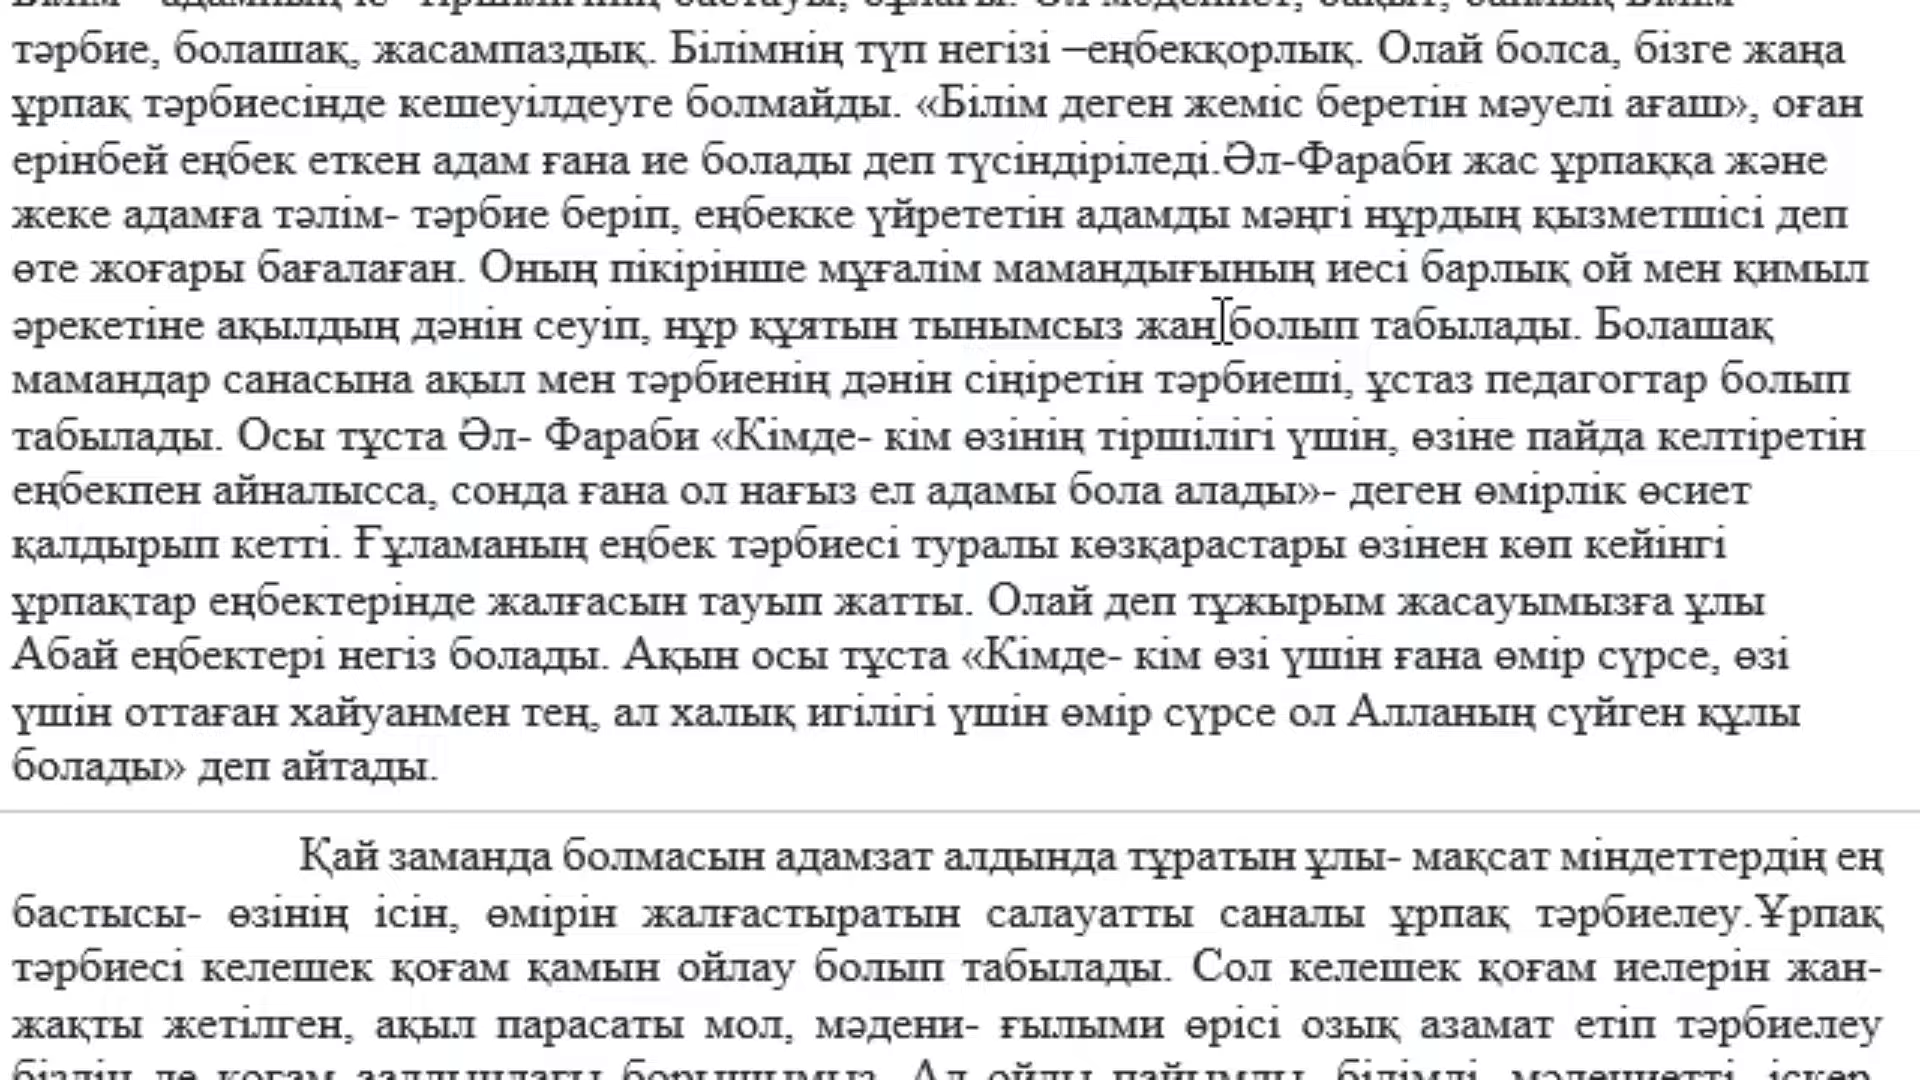 тәрбие, болашақ, жасампаздық. Білімнің түп негізі –еңбекқорлық. Олай болса, бізге жаңа
ұрпақ тәрбиесінде кешеуілдеуге болмайды. «Білім деген жеміс беретін мәуелі ағаш», оған
ерінбей еңбек еткен адам ғана ие болады деп түсіндіріледі.Әл-Фараби жас ұрпаққа және
жеке адамға тәлім- тәрбие беріп, еңбекке үйрететін адамды мәңгі нұрдың қызметшісі деп
өте жоғары бағалаған. Оның пікірінше мұғалім мамандығының иесі барлық ой мен қимыл
әрекетіне ақылдың дәнін сеуіп, нұр құятын тынымсыз жан болып табылады. Болашақ
мамандар санасына ақыл мен тәрбиенің дәнін сіңіретін тәрбиеші, ұстаз педагогтар болып
табылады. Осы тұста Әл- Фараби «Кімде- кім өзінің тіршілігі үшін, өзіне пайда келтіретін
еңбекпен айналысса, сонда ғана ол нағыз ел адамы бола алады»- деген өмірлік өсиет
қалдырып кетті. Ғұламаның еңбек тәрбиесі туралы көзқарастары өзінен көп кейінгі
ұрпақтар еңбектерінде жалғасын тауып жатты. Олай деп тұжырым жасауымызға ұлы
Абай еңбектері негіз болады. Ақын осы тұста «Кімде- кім өзі үшін ғана өмір сүрсе, өзі
үшін оттаған хайуанмен тең, ал халық игілігі үшін өмір сүрсе ол Алланың сүйген құлы
болады» деп айтады.
Қай заманда болмасын адамзат алдында тұратын ұлы- мақсат міндеттердің ең
бастысы- өзінің ісін, өмірін жалғастыратын салауатты саналы ұрпақ тәрбиелеу.Ұрпақ
тәрбиесі келешек қоғам қамын ойлау болып табылады. Сол келешек қоғам иелерін жан-
жақты жетілген, ақыл парасаты мол, мәдени- ғылыми өрісі озық азамат етіп тәрбиелеу